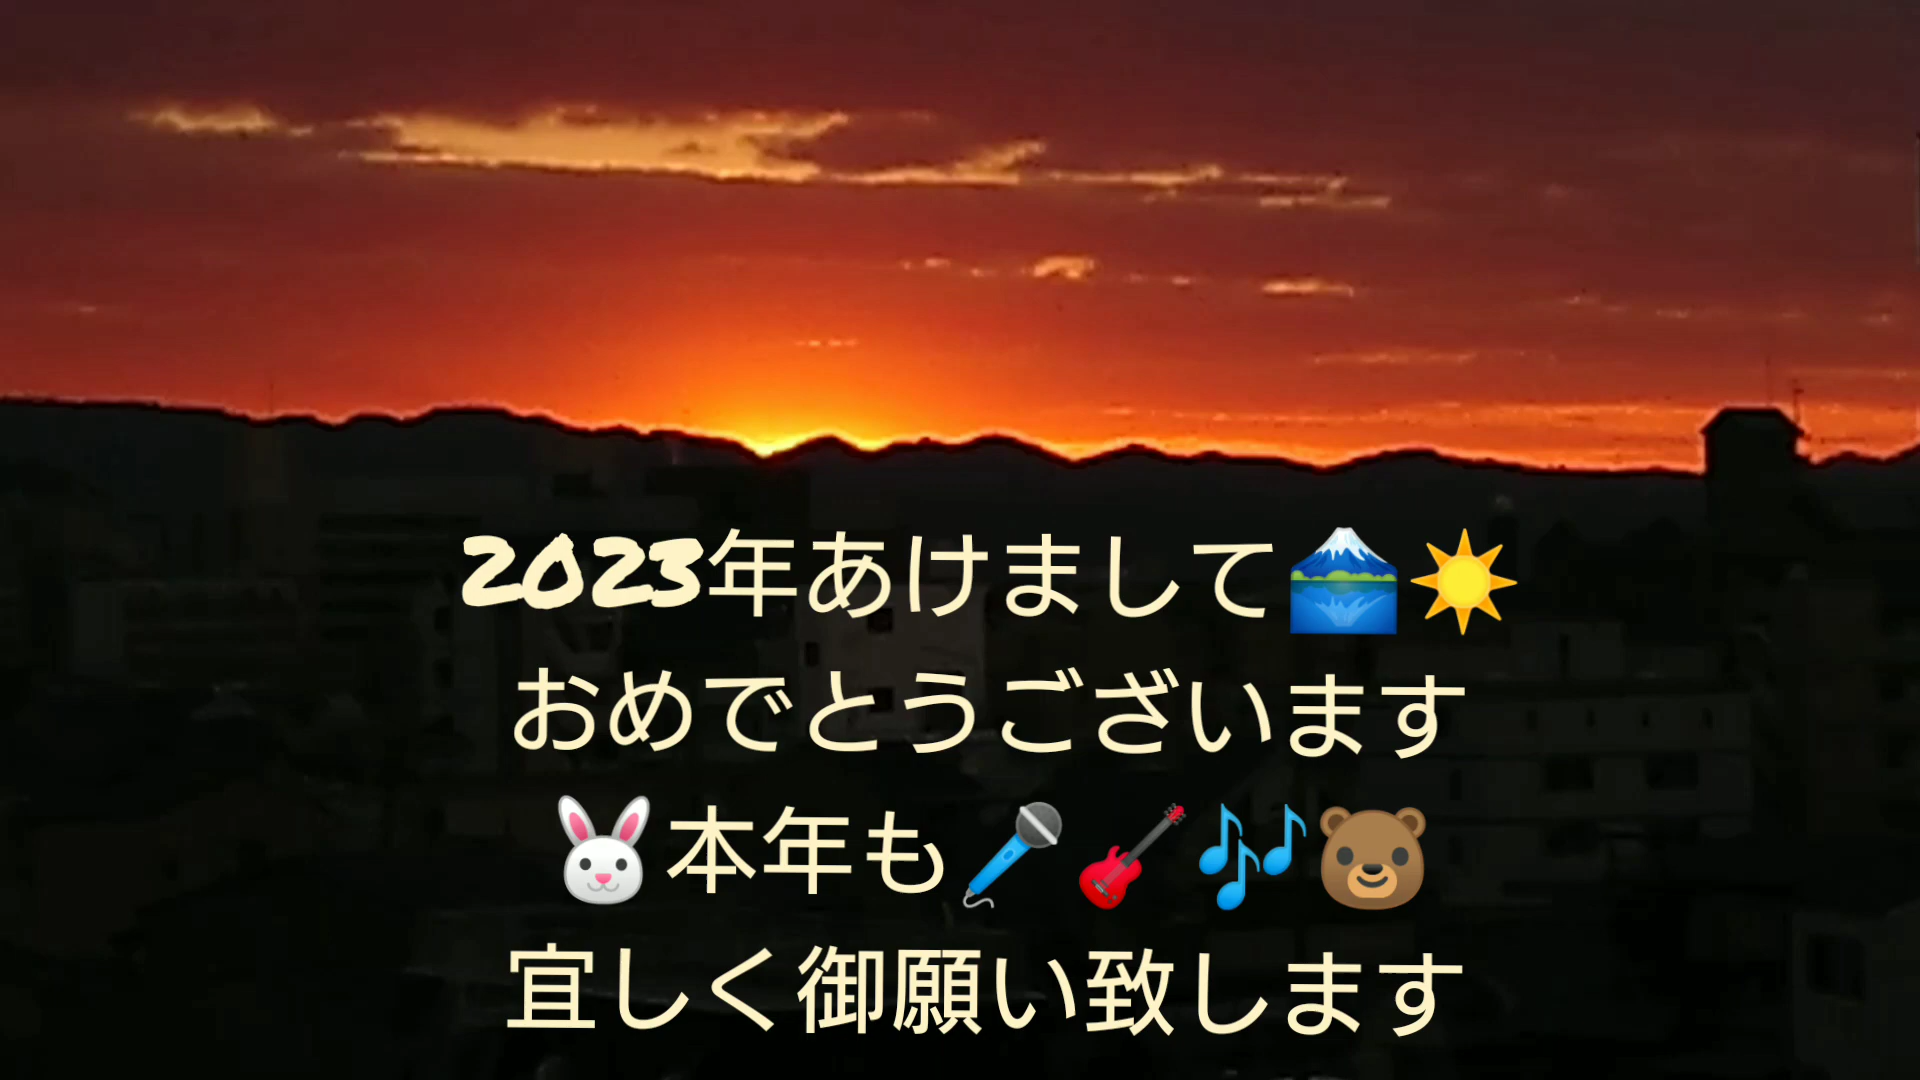 2023年あけまして🗻☀️
おめでとうございます
🐰本年も🎤🎸🎶🐻
宜しく御願い致します